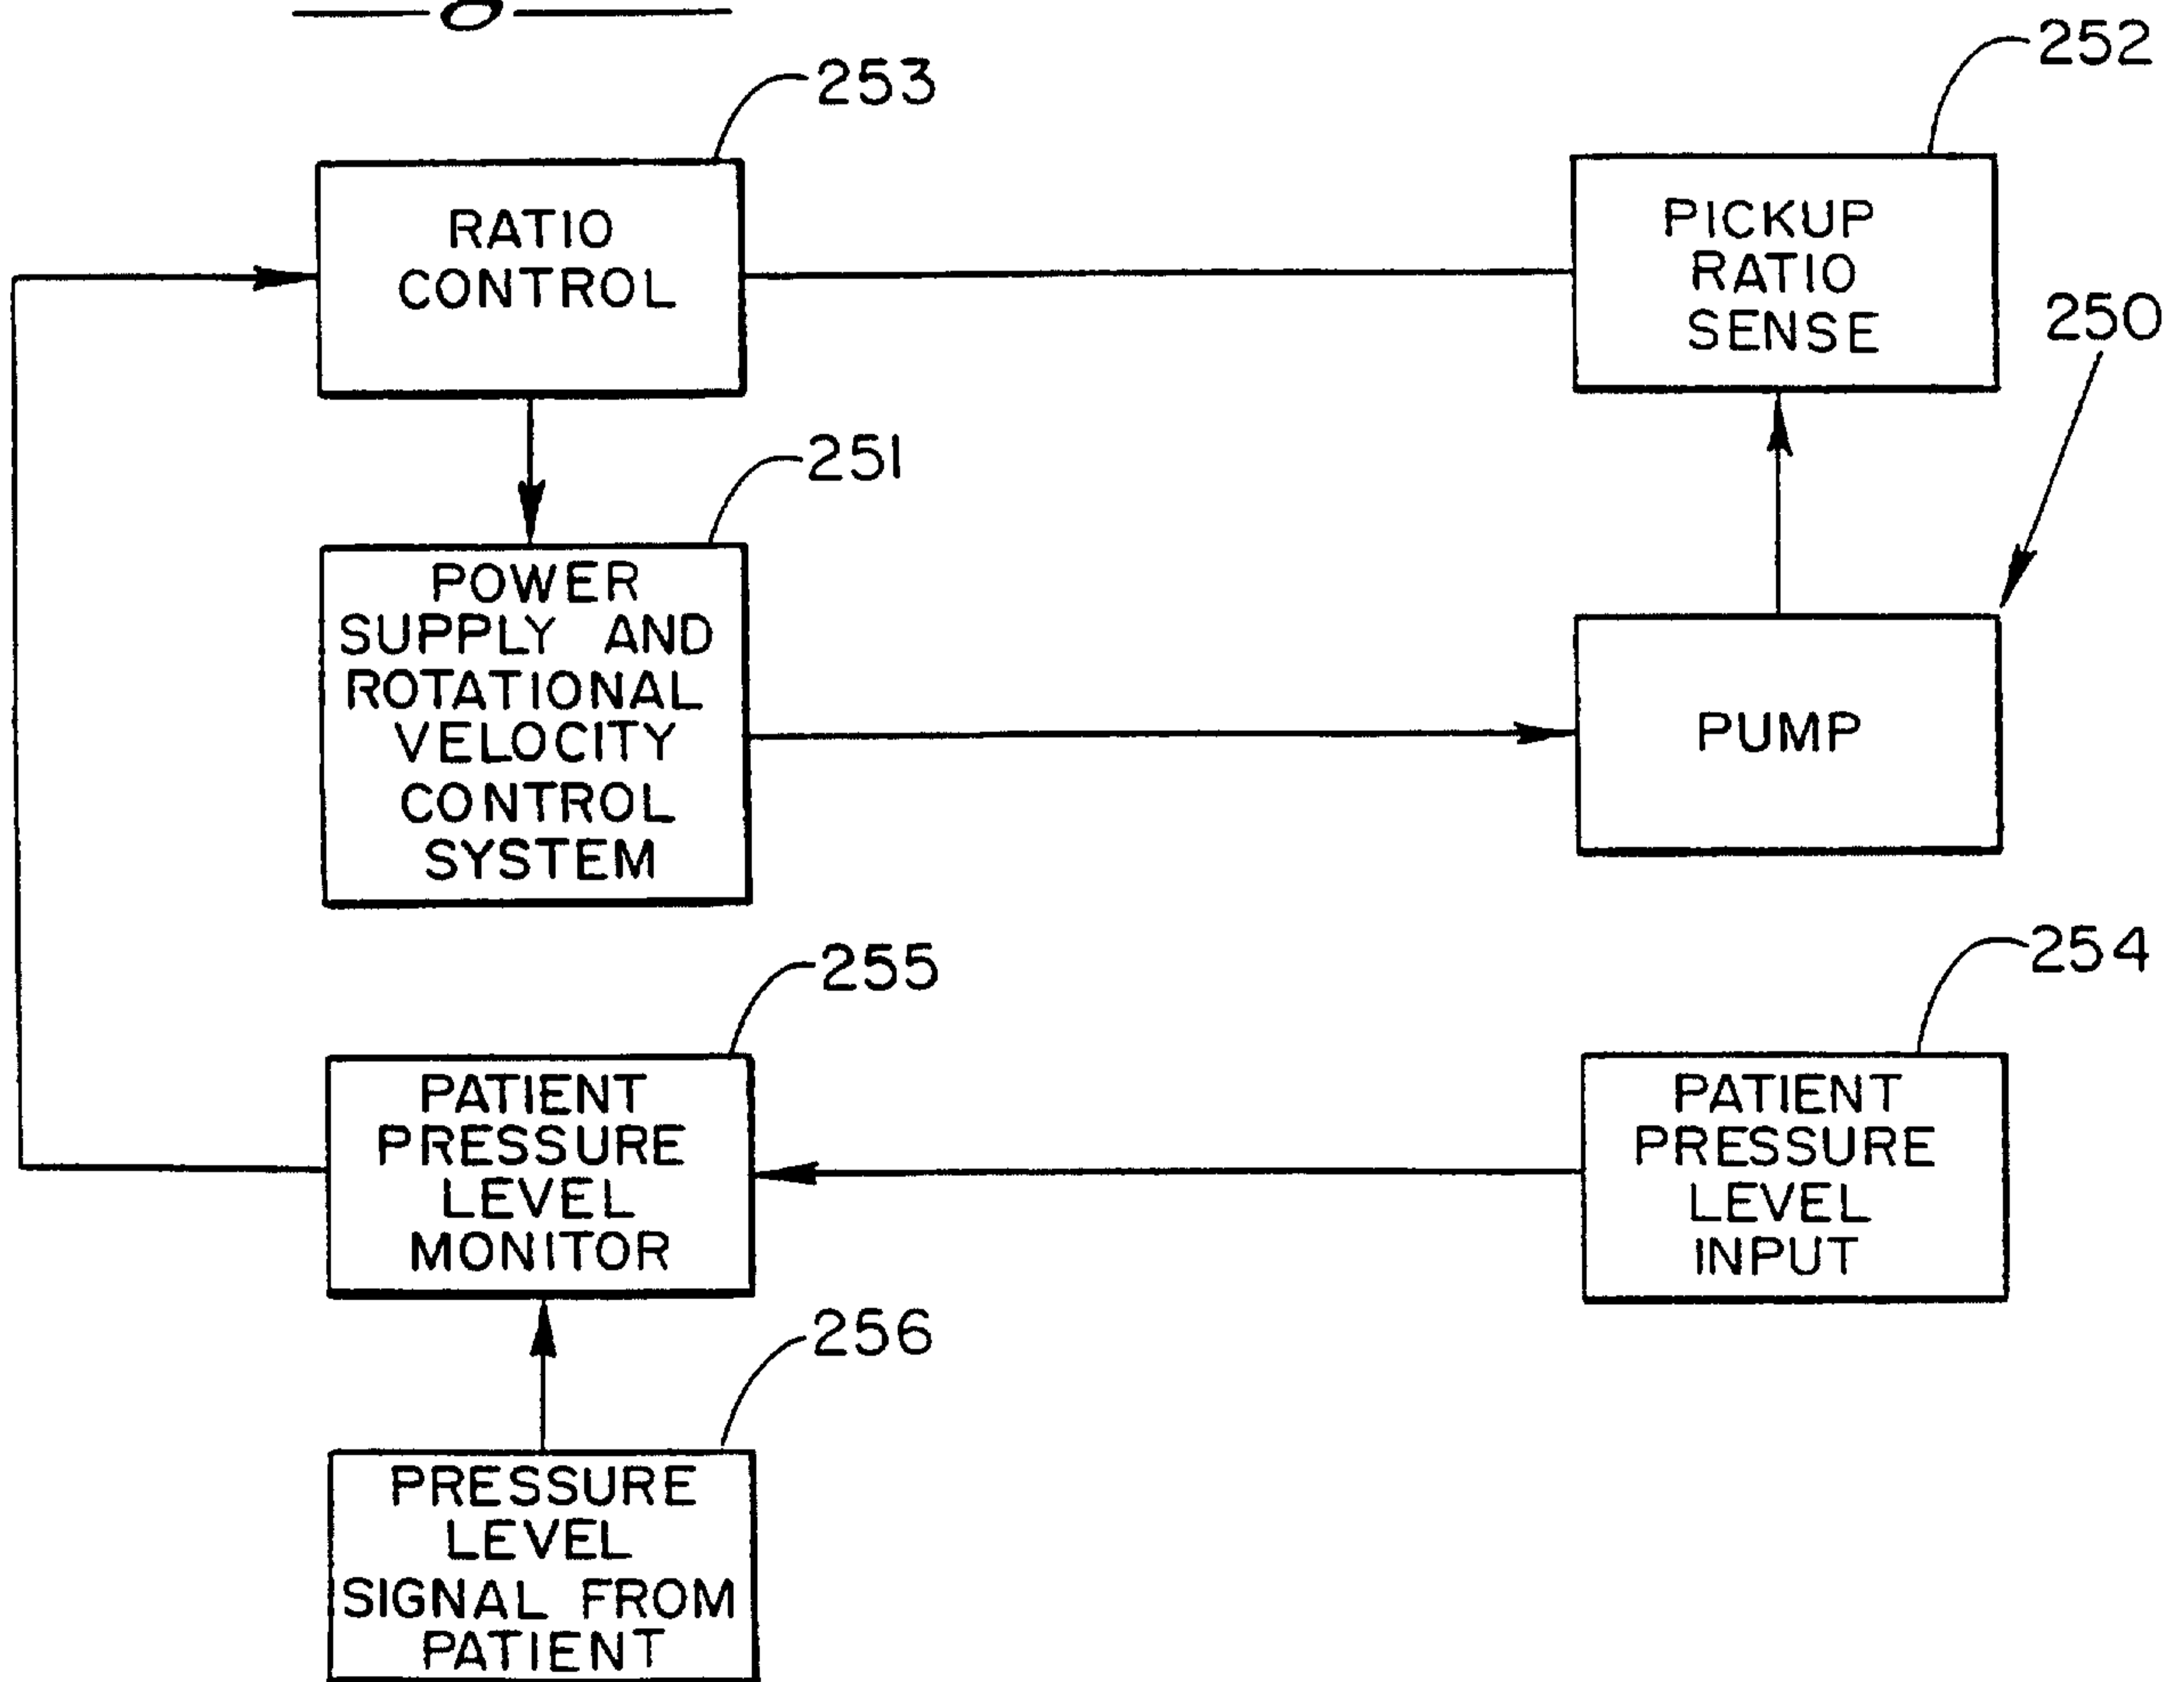 253
252
RATIO
CONTROL
PICKUP
RATIO
SENSE
250
251
POWER
SUPPLY AND
ROTATIONAL
VELOCITY
CONTROL
SYSTEM
PUMP
255
254
PATIENT
PRESSURE
LEVEL
MONITOR
PATIENT
PRESSURE
LEVEL
INPUT
256
PRESSURE
LEVEL
SIGNAL FROM
PATIENT